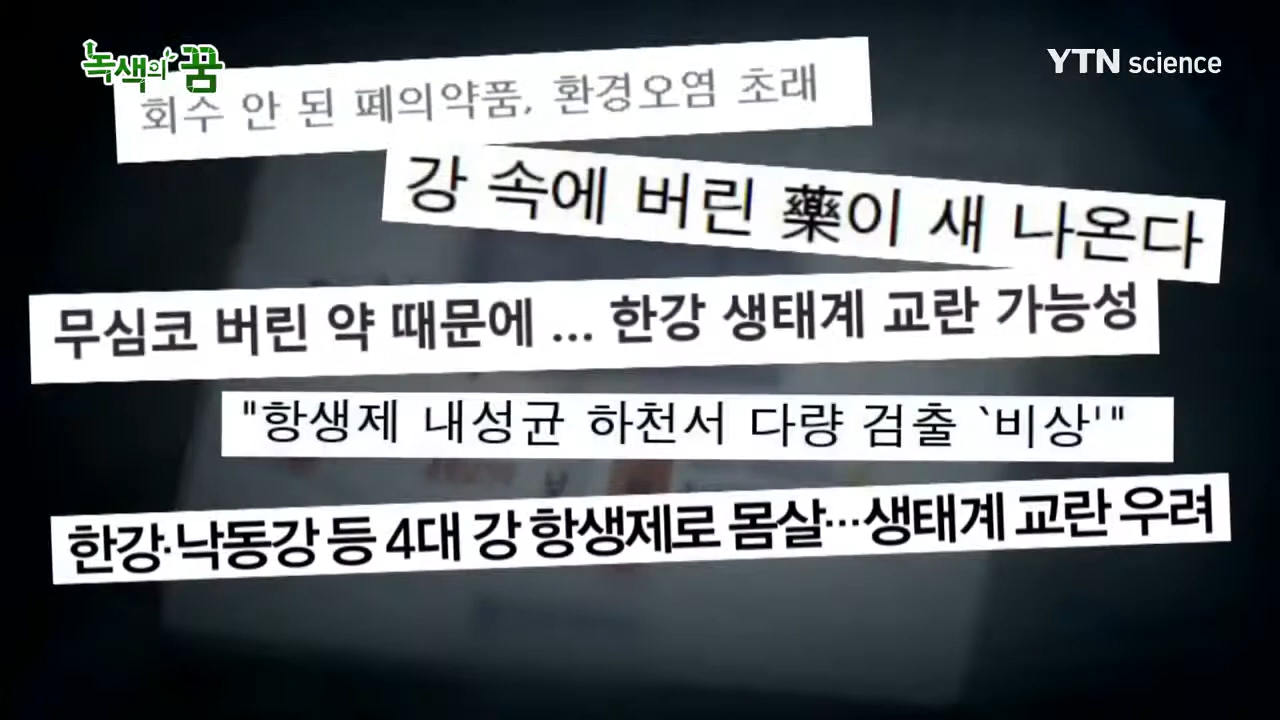 녹색의 꿈
YTN science
회수 안 된 폐의약품, 환경오염 초래
강 속에 버린 藥이 새 나온다
무심코 버린 약 때문에 ... 한강 생태계 교란 가능성
"항생제 내성균 하천서 다량 검출 `비상'"
한강·낙동강 등 4대 강 항생제로 몸살…생태계 교란 우려